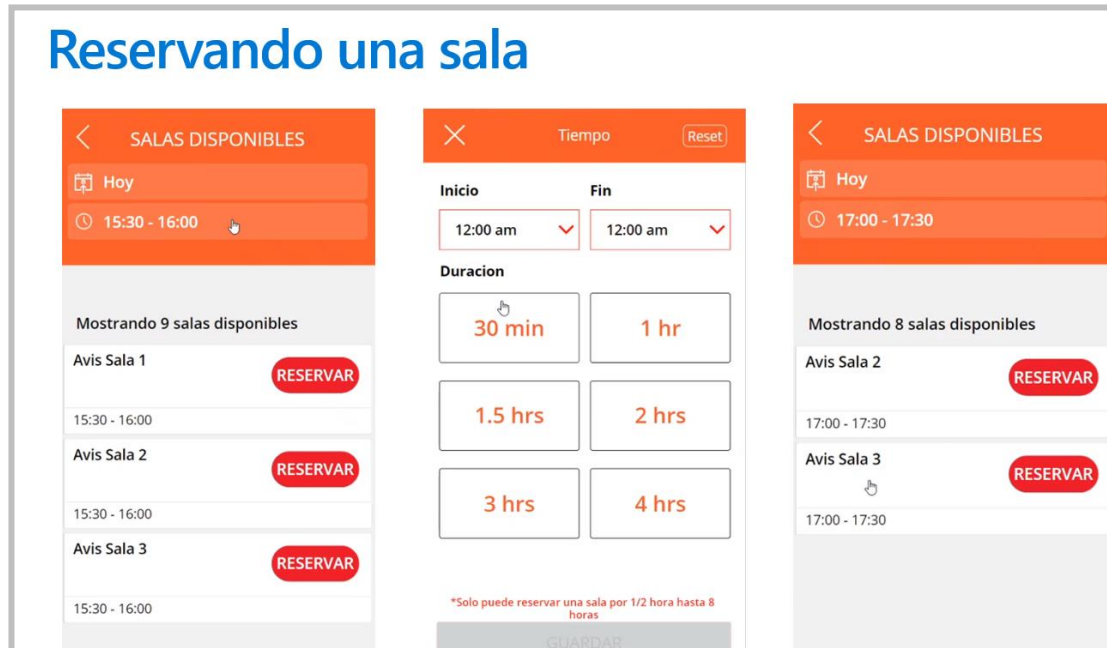 Reservando una sala
SALAS DISPONIBLES
Hoy
15:30 - 16:00
Mostrando 9 salas disponibles
Avis Sala 1
RESERVAR
15:30 - 16:00
Avis Sala 2
RESERVAR
15:30 - 16:00
Avis Sala 3
RESERVAR
15:30 - 16:00
Tiempo
Reset
Inicio
Fin
12:00 am
12:00 am
Duracion
30 min
1 hr
1.5 hrs
2 hrs
3 hrs
4 hrs
*Solo puede reservar una sala por 1/2 hora hasta 8
horas
GUARDAR
SALAS DISPONIBLES
Hoy
17:00 - 17:30
Mostrando 8 salas disponibles
Avis Sala 2
RESERVAR
17:00 - 17:30
Avis Sala 3
RESERVAR
17:00 - 17:30